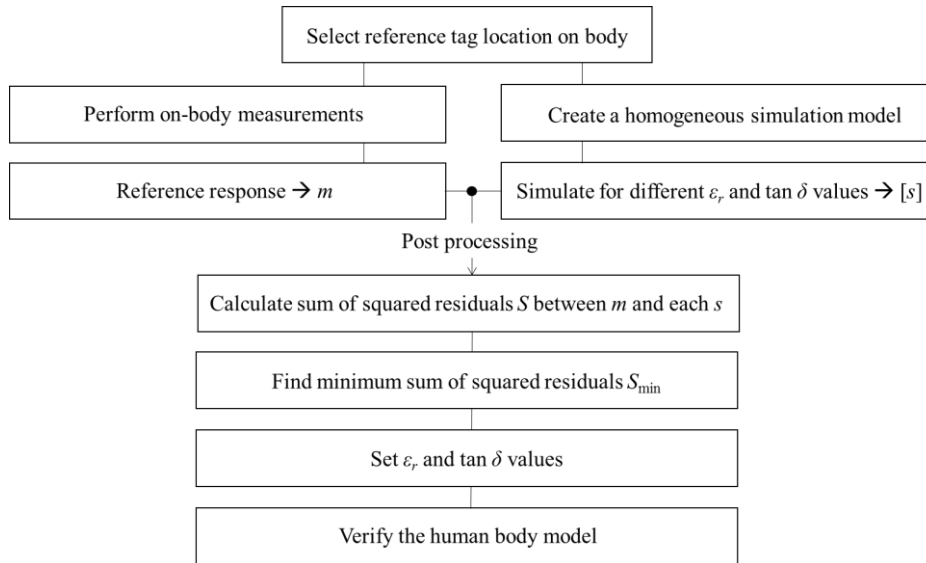 Select reference tag location on body
Perform on-body measurements
Create a homogeneous simulation model
Reference response → m
Simulate for different εr and tan δ values → [s]
Post processing
Calculate sum of squared residuals S between m and each s
Find minimum sum of squared residuals Smin
Set εr and tan δ values
Verify the human body model